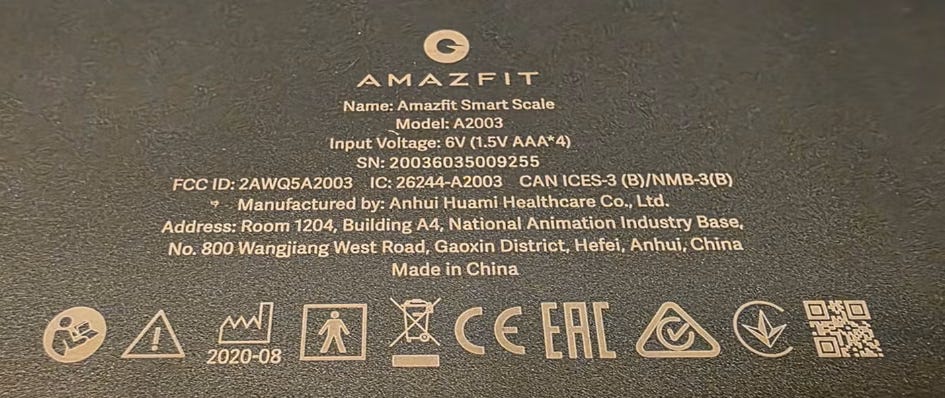 AMAZFIT
Name: Amazfit Smart Scale
Model: A2003
Input Voltage: 6V (1.5V AAA*4)
SN: 20036035009255
FCC ID: 2AWQ5A2003 IC: 26244-A2003 CAN ICES-3 (B)/NMB-3(B)
Manufactured by: Anhui Huami Healthcare Co., Ltd.
Address: Room 1204, Building A4, National Animation Industry Base,
No. 800 Wangjiang West Road, Gaoxin District, Hefei, Anhui, China
Made in China
2020-08 CE EAC